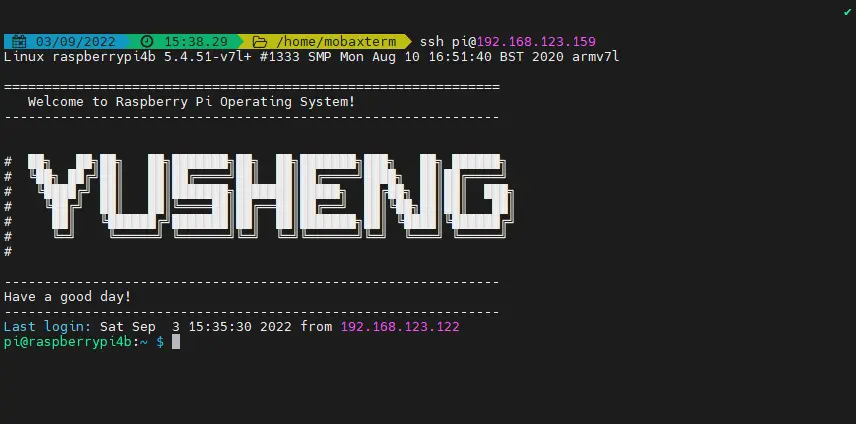 03/09/2022 15:38.29 /home/mobaxterm ssh pi@192.168.123.159
Linux raspberrypi4b 5.4.51-v7l+ #1333 SMP Mon Aug 10 16:51:40 BST 2020 armv7l
==============================================================
Welcome to Raspberry Pi Operating System!
--------------------------------------------------------------
# YUSHENG
#
#
#
#
#
#
--------------------------------------------------------------
Have a good day!
--------------------------------------------------------------
Last login: Sat Sep  3 15:35:30 2022 from 192.168.123.122
pi@raspberrypi4b:~ $